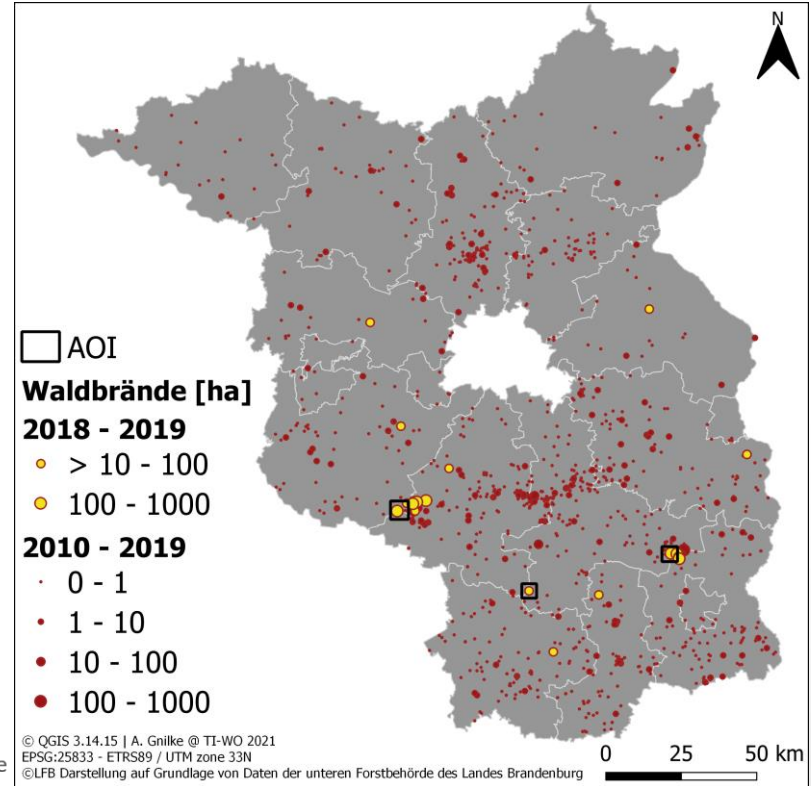 N
AOI
Waldbrände [ha]
2018 - 2019
> 10 - 100
100 - 1000
2010 - 2019
0 - 1
1 - 10
10 - 100
100 - 1000
© QGIS 3.14.15 | A. Gnilke @ TI-WO 2021
EPSG:25833 - ETRS89 / UTM zone 33N
©LFB Darstellung auf Grundlage von Daten der unteren Forstbehörde des Landes Brandenburg
0 25 50 km
e